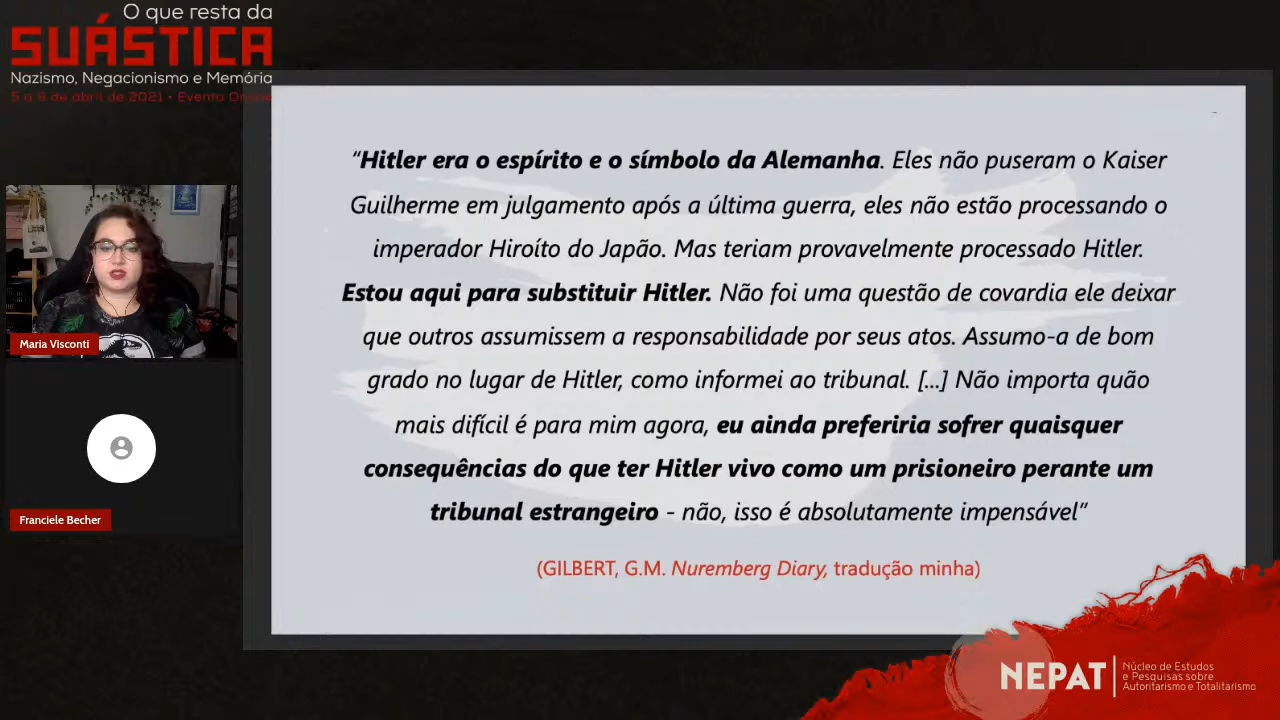 O que resta da
SUÁSTICA
Nazismo, Negacionismo e Memória
5 a 9 de abril de 2021 • Evento Online
“Hitler era o espírito e o símbolo da Alemanha. Eles não puseram o Kaiser
Guilherme em julgamento após a última guerra, eles não estão processando o
imperador Hiroíto do Japão. Mas teriam provavelmente processado Hitler.
Estou aqui para substituir Hitler. Não foi uma questão de covardia ele deixar
que outros assumissem a responsabilidade por seus atos. Assumo-a de bom
grado no lugar de Hitler, como informei ao tribunal. [...] Não importa quão
mais difícil é para mim agora, eu ainda preferiria sofrer quaisquer
consequências do que ter Hitler vivo como um prisioneiro perante um
tribunal estrangeiro - não, isso é absolutamente impensável”
(GILBERT, G.M. Nuremberg Diary, tradução minha)
Maria Visconti
Franciele Becher
NEPAT
Núcleo de Estudos
e Pesquisas sobre
Autoritarismo e Totalitarismo